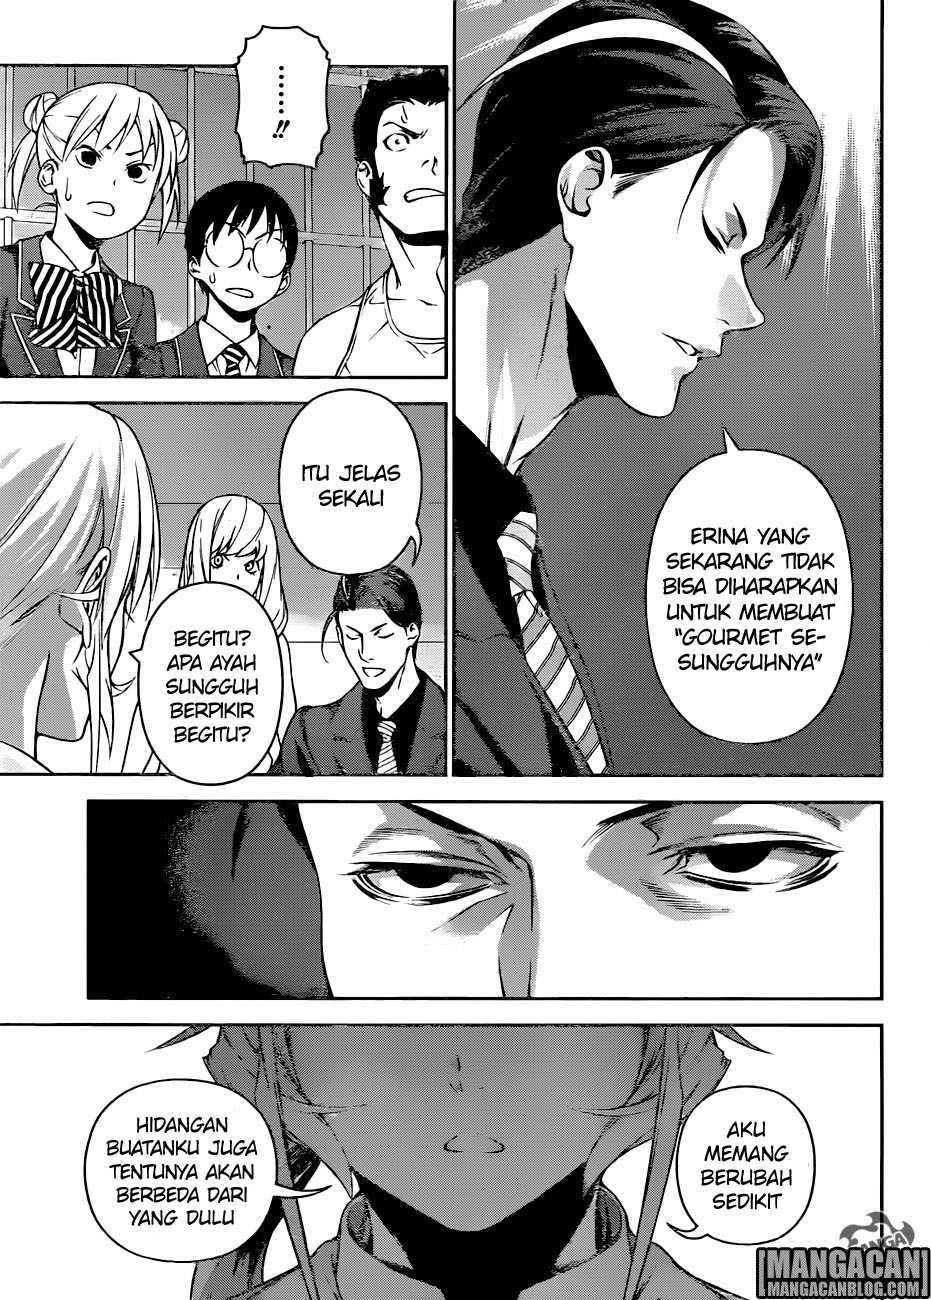 ERINA YANG
SEKARANG TIDAK
BISA DIHARAPKAN
UNTUK MEMBUAT
"GOURMET SE-
SUNGGUHNYA"
......!!
ITU JELAS
SEKALI
BEGITU?
APA AYAH
SUNGGUH
BERPIKIR
BEGITU?
AKU
MEMANG
BERUBAH
SEDIKIT
HIDANGAN
BUATANKU JUGA
TENTUNYA AKAN
BERBEDA DARI
YANG DULU
MANGACAN
MANGACANBLOG.COM